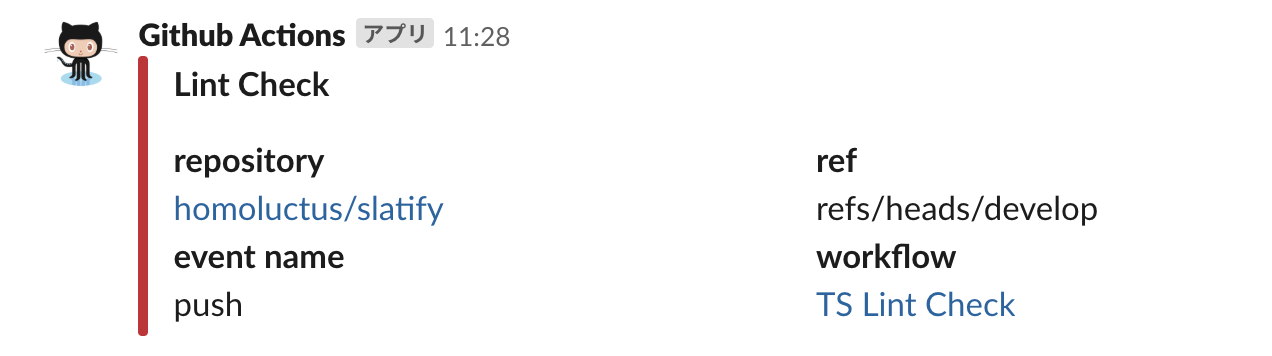 Github Actions アプリ 11:28
Lint Check
repository
ref
homoluctus/slatify
refs/heads/develop
event name
workflow
push
TS Lint Check